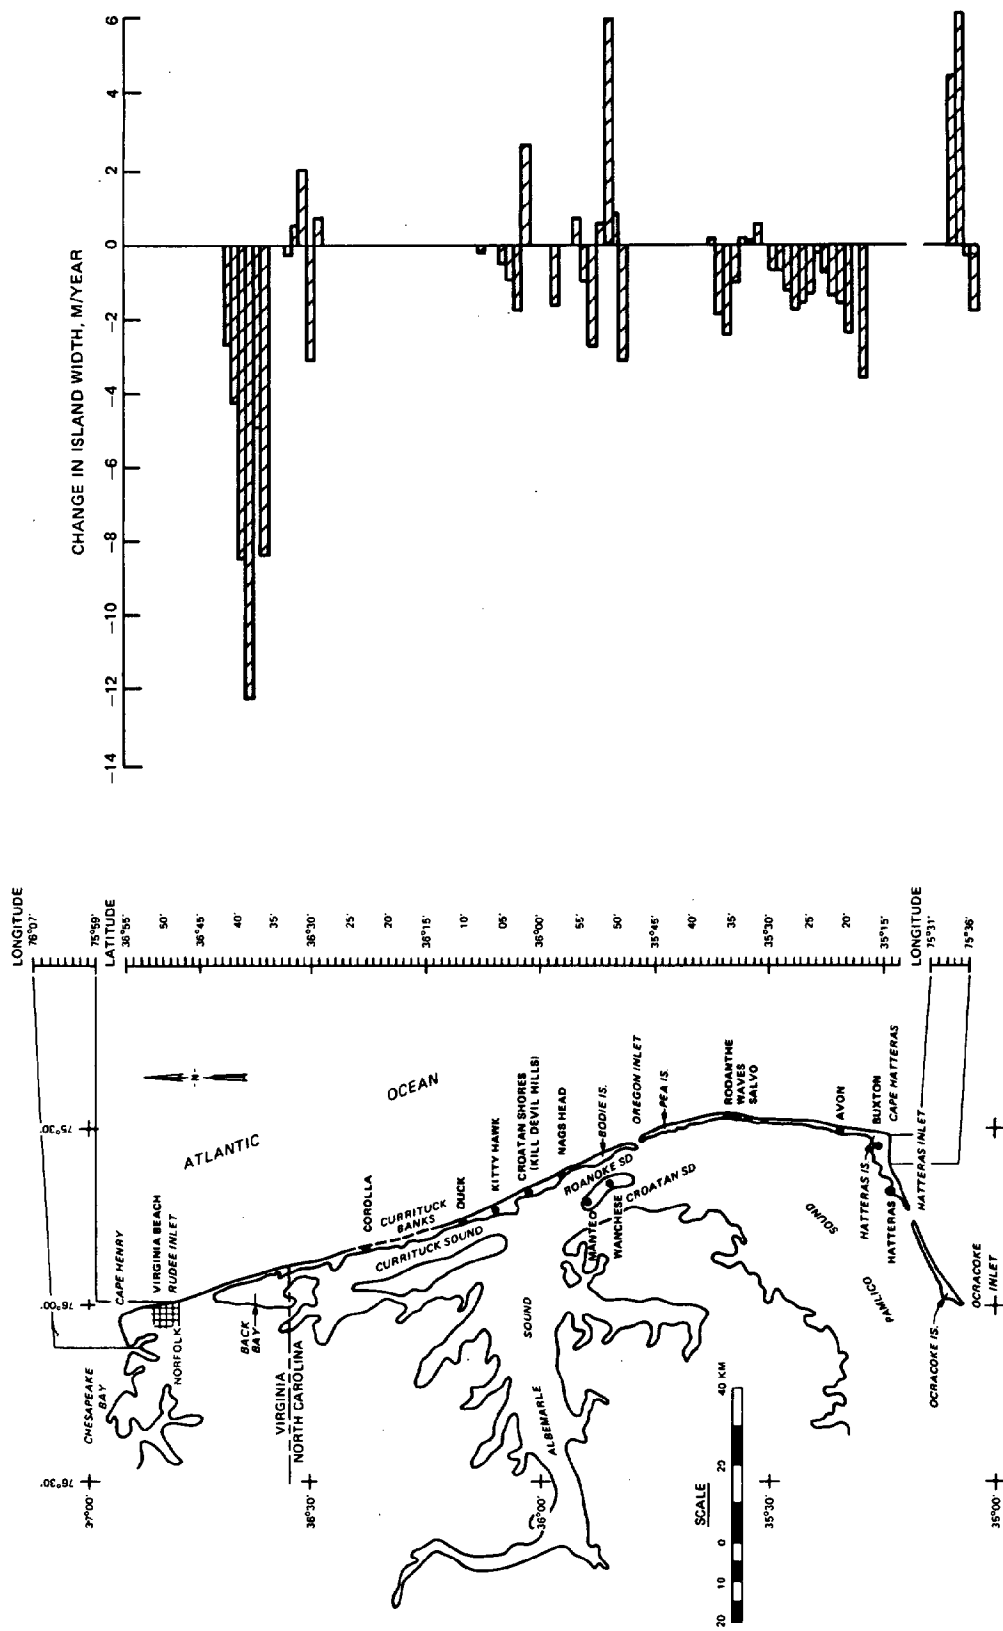 CHANGE IN ISLAND WIDTH, M/YEAR
6
4
2
0
−2
−4
−6
−8
−10
−12
−14
LONGITUDE
76°07'
75°59'
LATITUDE
36°55'
50'
36°45'
40'
35'
36°30'
25'
20'
36°15'
10'
05'
36°00'
55'
50'
35°45'
40'
35'
35°30'
25'
20'
35°15'
LONGITUDE
75°31'
75°36'
-N-
ATLANTIC
OCEAN
CAPE HENRY
VIRGINIA BEACH
RUDEE INLET
COROLLA
CURRITUCK
BANKS
DUCK
KITTY HAWK
CROATAN SHORES
(KILL DEVIL HILLS)
NAGS HEAD
BODIE IS.
OREGON INLET
PEA IS.
RODANTHE
WAVES
SALVO
AVON
BUXTON
CAPE HATTERAS
HATTERAS INLET
HATTERAS IS.
HATTERAS
OCRACOKE IS.
OCRACOKE
INLET
CHESAPEAKE
BAY
NORFOLK
BACK
BAY
VIRGINIA
NORTH CAROLINA
CURRITUCK SOUND
ALBEMARLE
SOUND
ROANOKE SD
CROATAN SD
MANTEO
WANCHESE
PAMLICO
SOUND
75°30'
76°00'
76°30'
37°00'
36°30'
36°00'
35°30'
35°00'
SCALE
20
10
0
20
40 KM